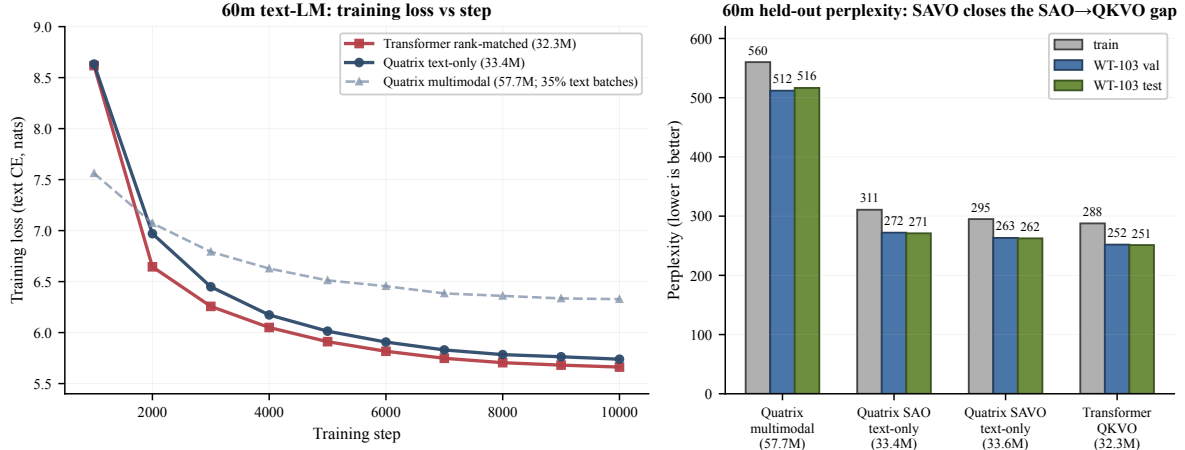 60m text-LM: training loss vs step
9.0
8.5
8.0
7.5
7.0
6.5
6.0
5.5
Training loss (text CE, nats)
2000
4000
6000
8000
10000
Training step
Transformer rank-matched (32.3M)
Quatrix text-only (33.4M)
Quatrix multimodal (57.7M; 35% text batches)
60m held-out perplexity: SAVO closes the SAO→QKVO gap
600
500
400
300
200
100
0
Perplexity (lower is better)
train
WT-103 val
WT-103 test
560
512
516
311
272
271
295
263
262
288
252
251
Quatrix
multimodal
(57.7M)
Quatrix SAO
text-only
(33.4M)
Quatrix SAVO
text-only
(33.6M)
Transformer
QKVO
(32.3M)